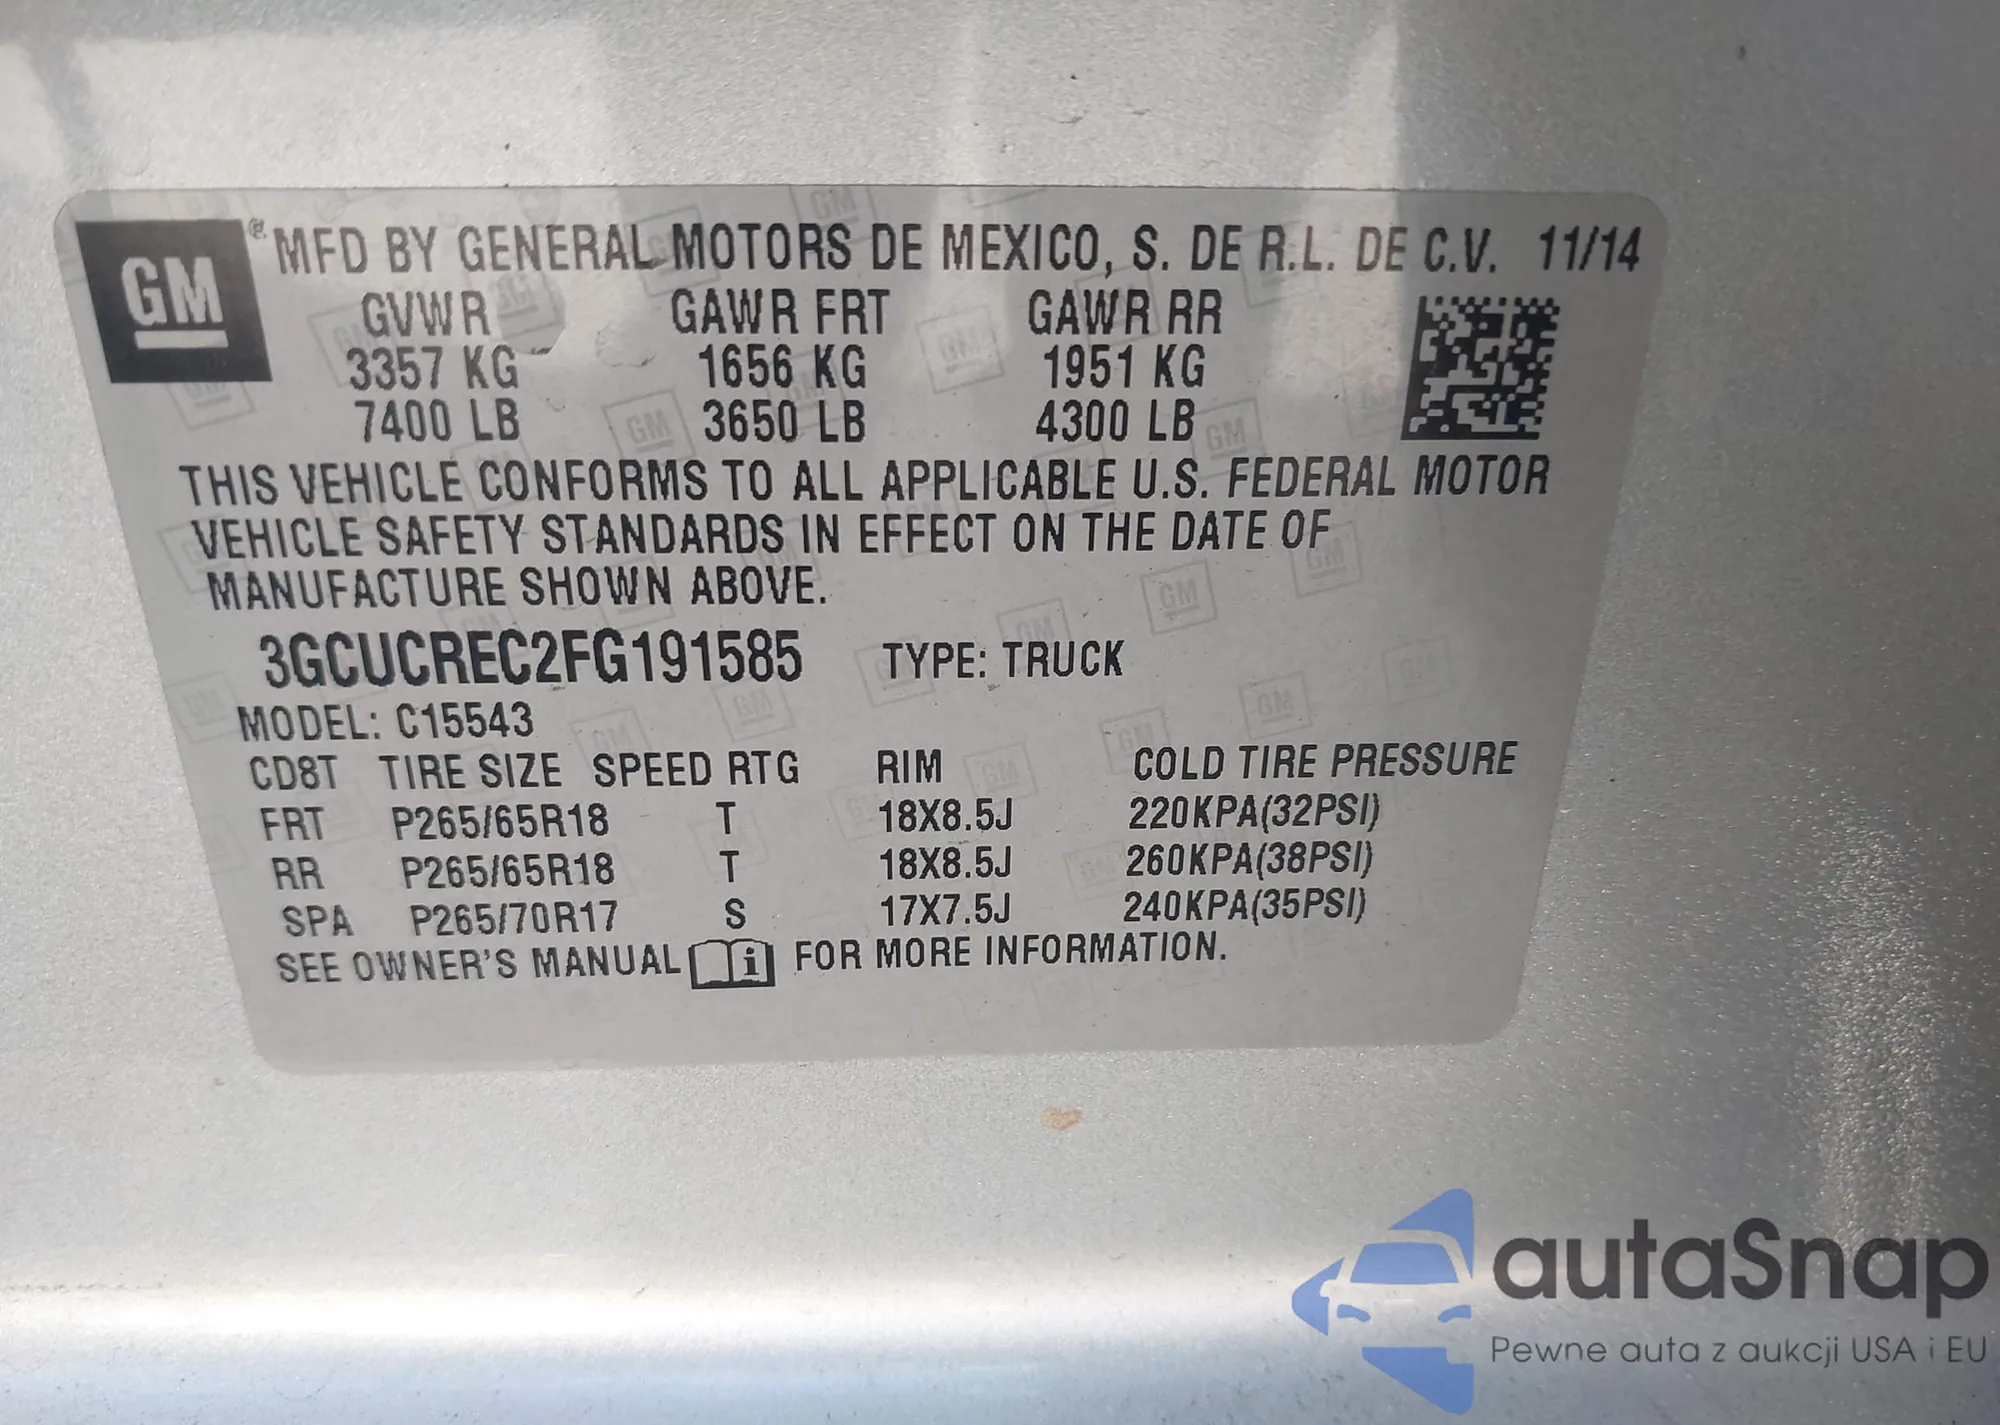 GM® MFD BY GENERAL MOTORS DE MEXICO, S. DE R.L. DE C.V. 11/14
GVWR GAWR FRT GAWR RR
3357 KG 1656 KG 1951 KG
7400 LB 3650 LB 4300 LB
THIS VEHICLE CONFORMS TO ALL APPLICABLE U.S. FEDERAL MOTOR
VEHICLE SAFETY STANDARDS IN EFFECT ON THE DATE OF
MANUFACTURE SHOWN ABOVE.
3GCUCREC2FG191585 TYPE: TRUCK
MODEL: C15543
CD8T TIRE SIZE SPEED RTG RIM COLD TIRE PRESSURE
FRT P265/65R18 T 18X8.5J 220KPA(32PSI)
RR P265/65R18 T 18X8.5J 260KPA(38PSI)
SPA P265/70R17 S 17X7.5J 240KPA(35PSI)
SEE OWNER'S MANUAL i FOR MORE INFORMATION.
autaSnap
Pewne auta z aukcji USA i EU